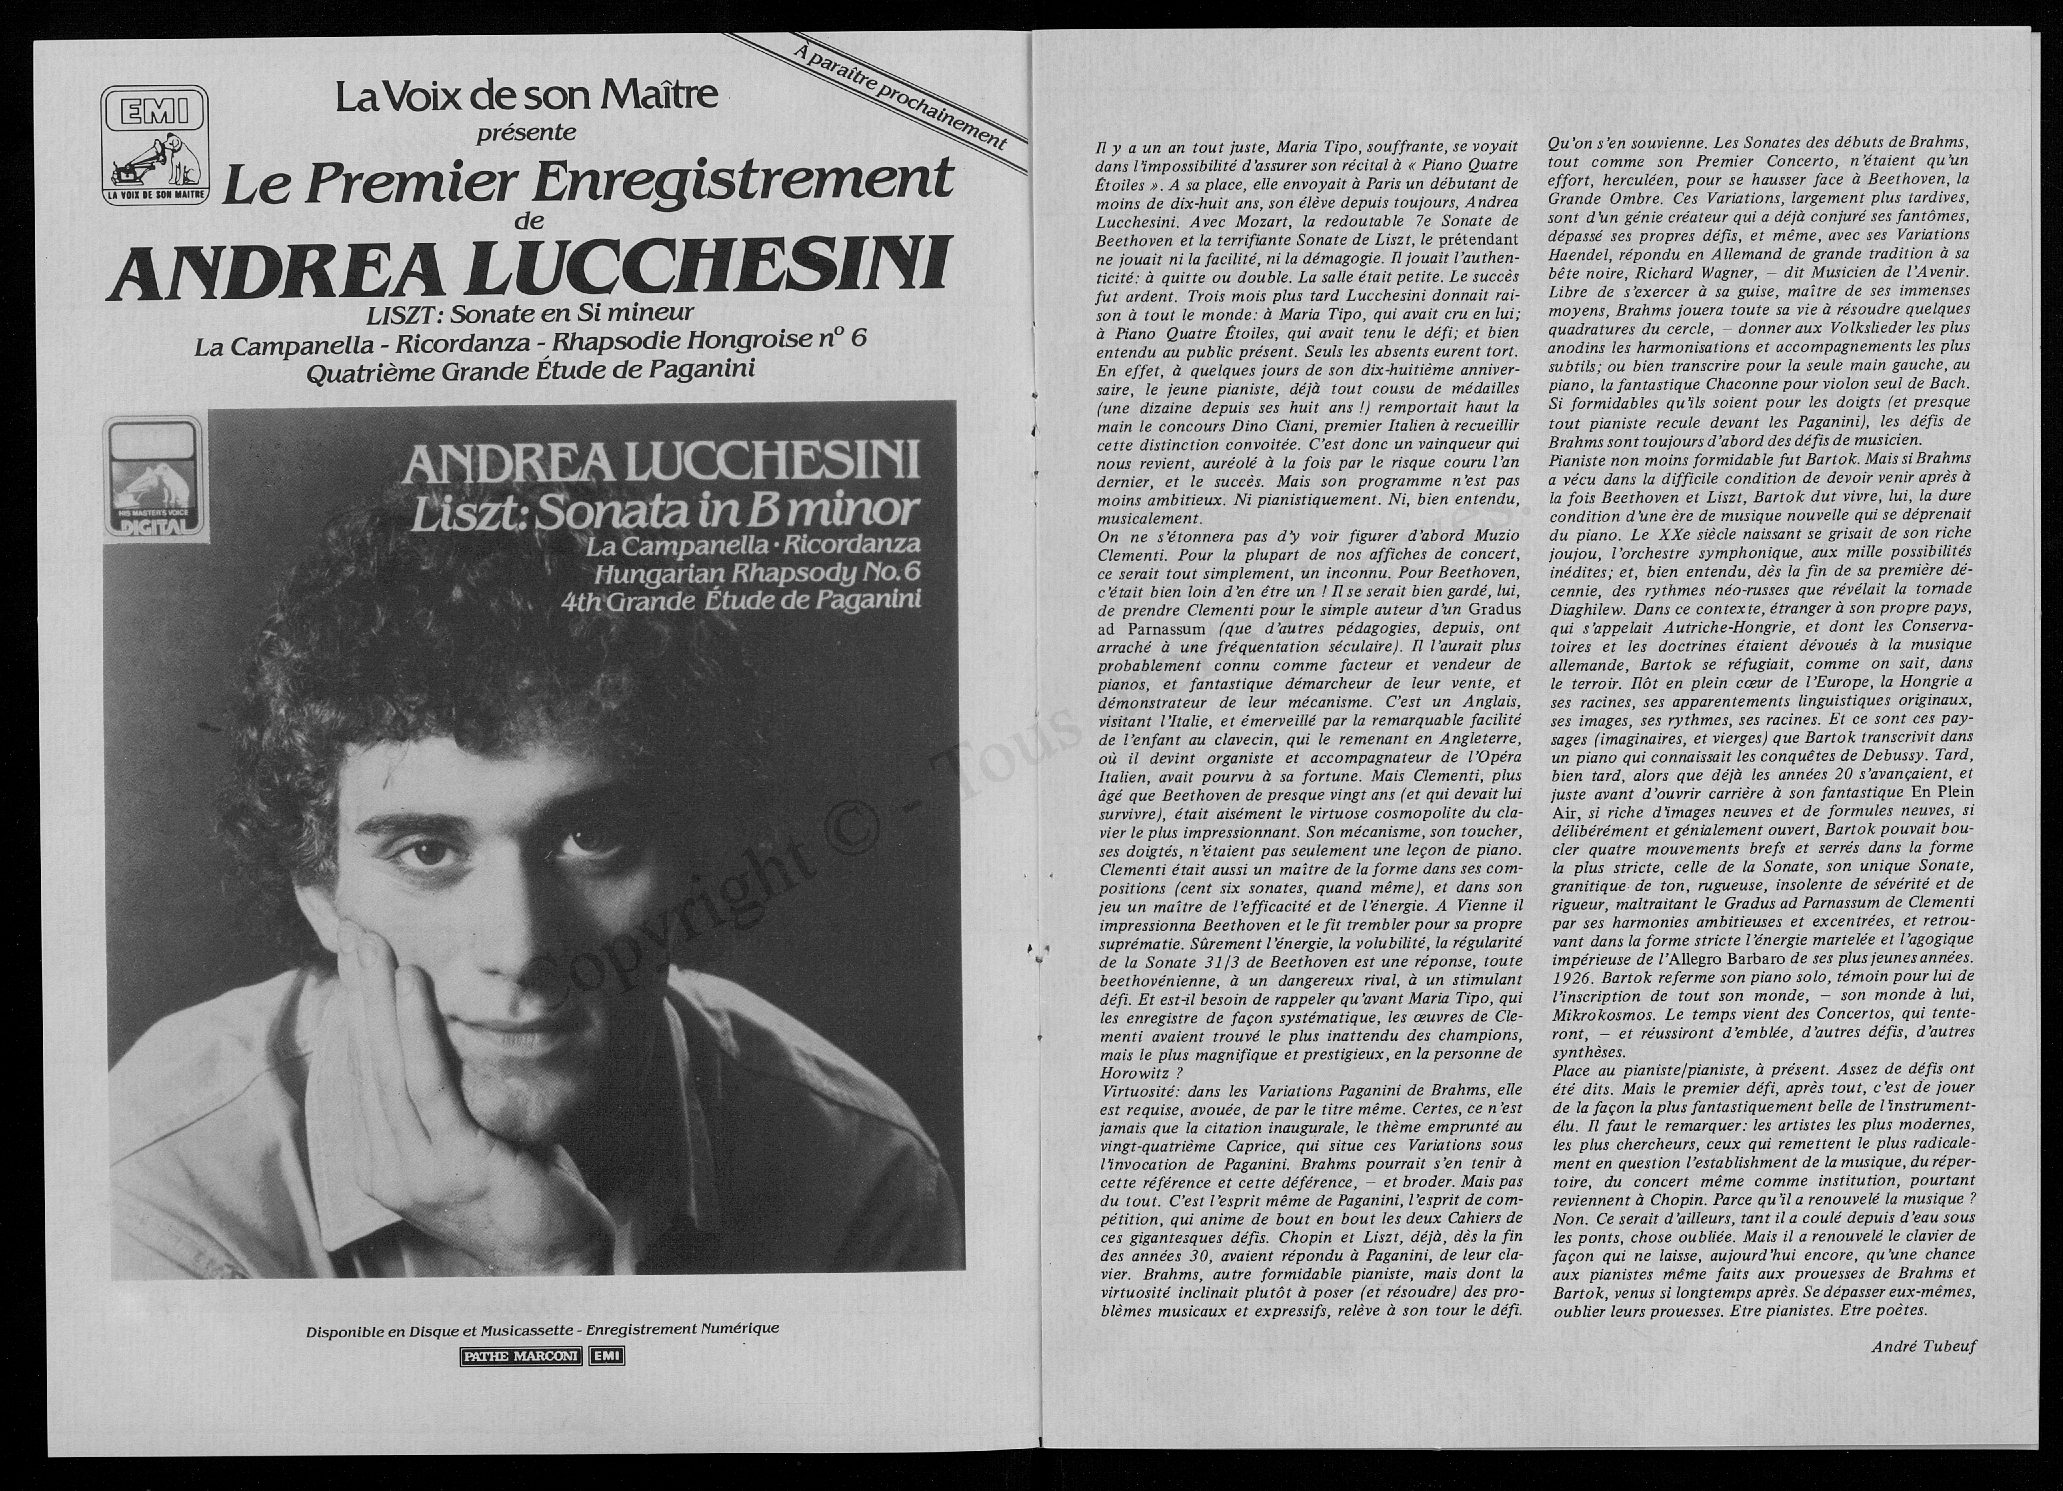 À paraître prochainement
EMI
LA VOIX DE SON MAITRE
La Voix de son Maître
présente
Le Premier Enregistrement
de
ANDREA LUCCHESINI
LISZT: Sonate en Si mineur
La Campanella - Ricordanza - Rhapsodie Hongroise nº 6
Quatrième Grande Étude de Paganini
HIS MASTER'S VOICE
DIGITAL
ANDREA LUCCHESINI
Liszt: Sonata in B minor
La Campanella · Ricordanza
Hungarian Rhapsody No. 6
4th Grande Étude de Paganini
Copyright © - Tous
Disponible en Disque et Musicassette - Enregistrement Numérique
PATHE MARCONI EMI
Il y a un an tout juste, Maria Tipo, souffrante, se voyait
dans l'impossibilité d'assurer son récital à « Piano Quatre
Étoiles ». A sa place, elle envoyait à Paris un débutant de
moins de dix-huit ans, son élève depuis toujours, Andrea
Lucchesini. Avec Mozart, la redoutable 7e Sonate de
Beethoven et la terrifiante Sonate de Liszt, le prétendant
ne jouait ni la facilité, ni la démagogie. Il jouait l'authen-
ticité: à quitte ou double. La salle était petite. Le succès
fut ardent. Trois mois plus tard Lucchesini donnait rai-
son à tout le monde: à Maria Tipo, qui avait cru en lui;
à Piano Quatre Étoiles, qui avait tenu le défi; et bien
entendu au public présent. Seuls les absents eurent tort.
En effet, à quelques jours de son dix-huitième anniver-
saire, le jeune pianiste, déjà tout cousu de médailles
(une dizaine depuis ses huit ans !) remportait haut la
main le concours Dino Ciani, premier Italien à recueillir
cette distinction convoitée. C'est donc un vainqueur qui
nous revient, auréolé à la fois par le risque couru l'an
dernier, et le succès. Mais son programme n'est pas
moins ambitieux. Ni pianistiquement. Ni, bien entendu,
musicalement.
On ne s'étonnera pas d'y voir figurer d'abord Muzio
Clementi. Pour la plupart de nos affiches de concert,
ce serait tout simplement, un inconnu. Pour Beethoven,
c'était bien loin d'en être un ! Il se serait bien gardé, lui,
de prendre Clementi pour le simple auteur d'un Gradus
ad Parnassum (que d'autres pédagogies, depuis, ont
arraché à une fréquentation séculaire). Il l'aurait plus
probablement connu comme facteur et vendeur de
pianos, et fantastique démarcheur de leur vente, et
démonstrateur de leur mécanisme. C'est un Anglais,
visitant l'Italie, et émerveillé par la remarquable facilité
de l'enfant au clavecin, qui le remenant en Angleterre,
où il devint organiste et accompagnateur de l'Opéra
Italien, avait pourvu à sa fortune. Mais Clementi, plus
âgé que Beethoven de presque vingt ans (et qui devait lui
survivre), était aisément le virtuose cosmopolite du cla-
vier le plus impressionnant. Son mécanisme, son toucher,
ses doigtés, n'étaient pas seulement une leçon de piano.
Clementi était aussi un maître de la forme dans ses com-
positions (cent six sonates, quand même), et dans son
jeu un maître de l'efficacité et de l'énergie. A Vienne il
impressionna Beethoven et le fit trembler pour sa propre
suprématie. Sûrement l'énergie, la volubilité, la régularité
de la Sonate 31/3 de Beethoven est une réponse, toute
beethovénienne, à un dangereux rival, à un stimulant
défi. Et est-il besoin de rappeler qu'avant Maria Tipo, qui
les enregistre de façon systématique, les œuvres de Cle-
menti avaient trouvé le plus inattendu des champions,
mais le plus magnifique et prestigieux, en la personne de
Horowitz ?
Virtuosité: dans les Variations Paganini de Brahms, elle
est requise, avouée, de par le titre même. Certes, ce n'est
jamais que la citation inaugurale, le thème emprunté au
vingt-quatrième Caprice, qui situe ces Variations sous
l'invocation de Paganini. Brahms pourrait s'en tenir à
cette référence et cette déférence, — et broder. Mais pas
du tout. C'est l'esprit même de Paganini, l'esprit de com-
pétition, qui anime de bout en bout les deux Cahiers de
ces gigantesques défis. Chopin et Liszt, déjà, dès la fin
des années 30, avaient répondu à Paganini, de leur cla-
vier. Brahms, autre formidable pianiste, mais dont la
virtuosité inclinait plutôt à poser (et résoudre) des pro-
blèmes musicaux et expressifs, relève à son tour le défi.
Qu'on s'en souvienne. Les Sonates des débuts de Brahms,
tout comme son Premier Concerto, n'étaient qu'un
effort, herculéen, pour se hausser face à Beethoven, la
Grande Ombre. Ces Variations, largement plus tardives,
sont d'un génie créateur qui a déjà conjuré ses fantômes,
dépassé ses propres défis, et même, avec ses Variations
Haendel, répondu en Allemand de grande tradition à sa
bête noire, Richard Wagner, — dit Musicien de l'Avenir.
Libre de s'exercer à sa guise, maître de ses immenses
moyens, Brahms jouera toute sa vie à résoudre quelques
quadratures du cercle, — donner aux Volkslieder les plus
anodins les harmonisations et accompagnements les plus
subtils; ou bien transcrire pour la seule main gauche, au
piano, la fantastique Chaconne pour violon seul de Bach.
Si formidables qu'ils soient pour les doigts (et presque
tout pianiste recule devant les Paganini), les défis de
Brahms sont toujours d'abord des défis de musicien.
Pianiste non moins formidable fut Bartok. Mais si Brahms
a vécu dans la difficile condition de devoir venir après à
la fois Beethoven et Liszt, Bartok dut vivre, lui, la dure
condition d'une ère de musique nouvelle qui se déprenait
du piano. Le XXe siècle naissant se grisait de son riche
joujou, l'orchestre symphonique, aux mille possibilités
inédites; et, bien entendu, dès la fin de sa première dé-
cennie, des rythmes néo-russes que révélait la tornade
Diaghilew. Dans ce contexte, étranger à son propre pays,
qui s'appelait Autriche-Hongrie, et dont les Conserva-
toires et les doctrines étaient dévoués à la musique
allemande, Bartok se réfugiait, comme on sait, dans
le terroir. Ilôt en plein cœur de l'Europe, la Hongrie a
ses racines, ses apparentements linguistiques originaux,
ses images, ses rythmes, ses racines. Et ce sont ces pay-
sages (imaginaires, et vierges) que Bartok transcrivit dans
un piano qui connaissait les conquêtes de Debussy. Tard,
bien tard, alors que déjà les années 20 s'avançaient, et
juste avant d'ouvrir carrière à son fantastique En Plein
Air, si riche d'images neuves et de formules neuves, si
délibérément et génialement ouvert, Bartok pouvait bou-
cler quatre mouvements brefs et serrés dans la forme
la plus stricte, celle de la Sonate, son unique Sonate,
granitique de ton, rugueuse, insolente de sévérité et de
rigueur, maltraitant le Gradus ad Parnassum de Clementi
par ses harmonies ambitieuses et excentrées, et retrou-
vant dans la forme stricte l'énergie martelée et l'agogique
impérieuse de l'Allegro Barbaro de ses plus jeunes années.
1926. Bartok referme son piano solo, témoin pour lui de
l'inscription de tout son monde, — son monde à lui,
Mikrokosmos. Le temps vient des Concertos, qui tente-
ront, — et réussiront d'emblée, d'autres défis, d'autres
synthèses.
Place au pianiste/pianiste, à présent. Assez de défis ont
été dits. Mais le premier défi, après tout, c'est de jouer
de la façon la plus fantastiquement belle de l'instrument-
élu. Il faut le remarquer: les artistes les plus modernes,
les plus chercheurs, ceux qui remettent le plus radicale-
ment en question l'establishment de la musique, du réper-
toire, du concert même comme institution, pourtant
reviennent à Chopin. Parce qu'il a renouvelé la musique ?
Non. Ce serait d'ailleurs, tant il a coulé depuis d'eau sous
les ponts, chose oubliée. Mais il a renouvelé le clavier de
façon qui ne laisse, aujourd'hui encore, qu'une chance
aux pianistes même faits aux prouesses de Brahms et
Bartok, venus si longtemps après. Se dépasser eux-mêmes,
oublier leurs prouesses. Etre pianistes. Etre poètes.
André Tubeuf